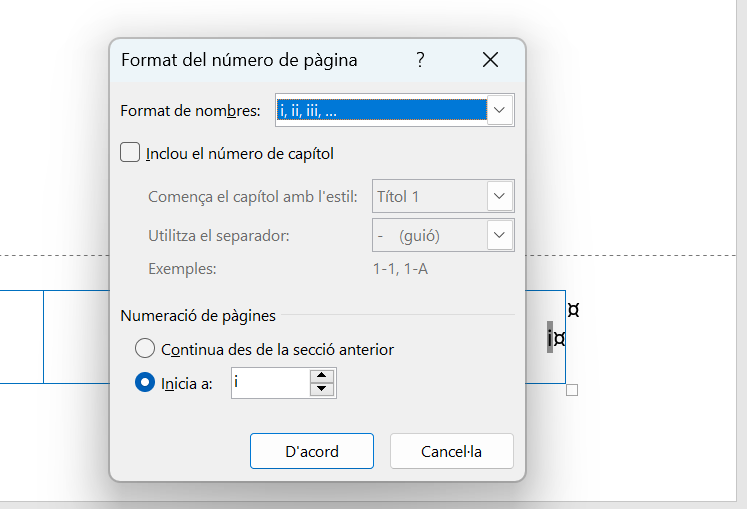 Format del número de pàgina ?
Format de nombres: i, ii, iii, ...
Inclou el número de capítol
Comença el capítol amb l'estil: Títol 1
Utilitza el separador: - (guió)
Exemples: 1-1, 1-A
¤
Numeració de pàgines
i¤
Continua des de la secció anterior
Inicia a: i
D'acord Cancel·la